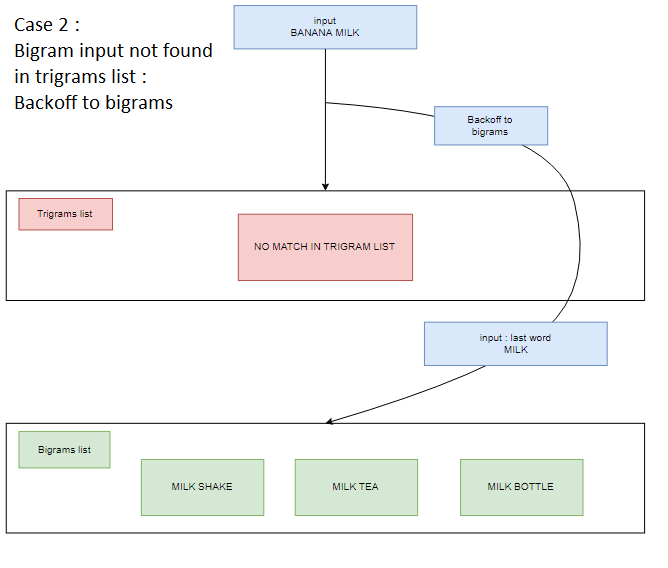 Case 2 :
Bigram input not found
in trigrams list :
Backoff to bigrams
input
BANANA MILK
Backoff to
bigrams
Trigrams list
NO MATCH IN TRIGRAM LIST
input : last word
MILK
Bigrams list
MILK SHAKE
MILK TEA
MILK BOTTLE